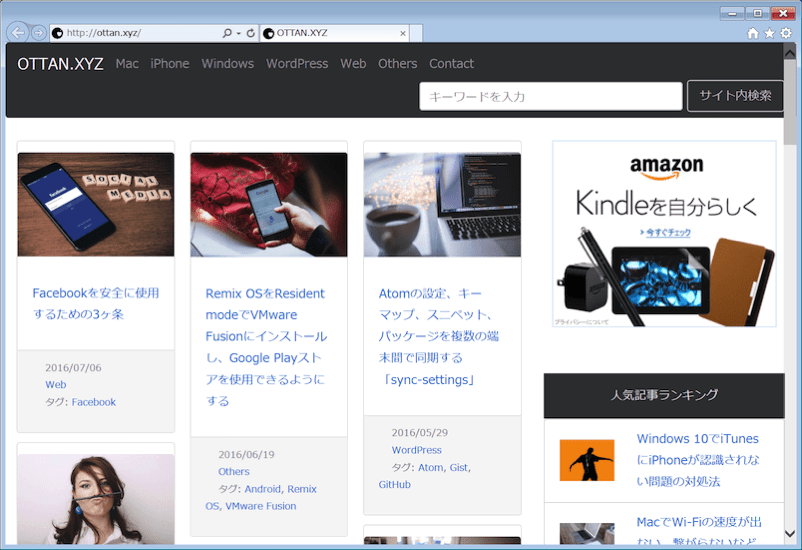 http://ottan.xyz/
OTTAN.XYZ
OTTAN.XYZ Mac iPhone Windows WordPress Web Others Contact
キーワードを入力 サイト内検索
facebook
SOCIAL
MEDIA
Facebookを安全に使用
するための3ヶ条
2016/07/06
Web
タグ: Facebook
Remix OSをResident
modeでVMware
Fusionにインストール
し、Google Playスト
アを使用できるように
する
2016/06/19
Others
タグ: Android, Remix
OS, VMware Fusion
Atomの設定、キー
マップ、スニペット、
パッケージを複数の端
末間で同期する
「sync-settings」
2016/05/29
WordPress
タグ: Atom, Gist,
GitHub
amazon
Kindleを自分らしく
今すぐチェック
プライバシーについて
人気記事ランキング
Windows 10でiTunes
にiPhoneが認識されな
い問題の対処法
MacでWi-Fiの速度が出
ない、繋がらないなど